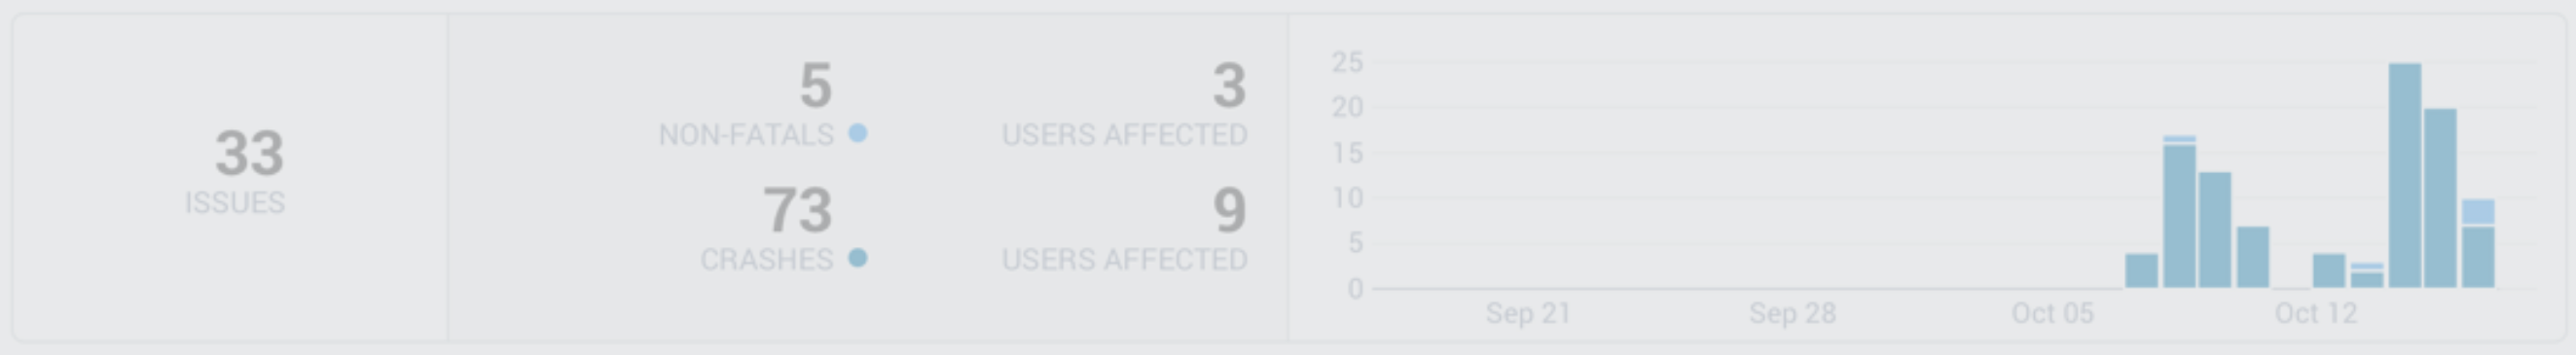 33
ISSUES
5
NON-FATALS
3
USERS AFFECTED
73
CRASHES
9
USERS AFFECTED
25
20
15
10
5
0
Sep 21 Sep 28 Oct 05 Oct 12